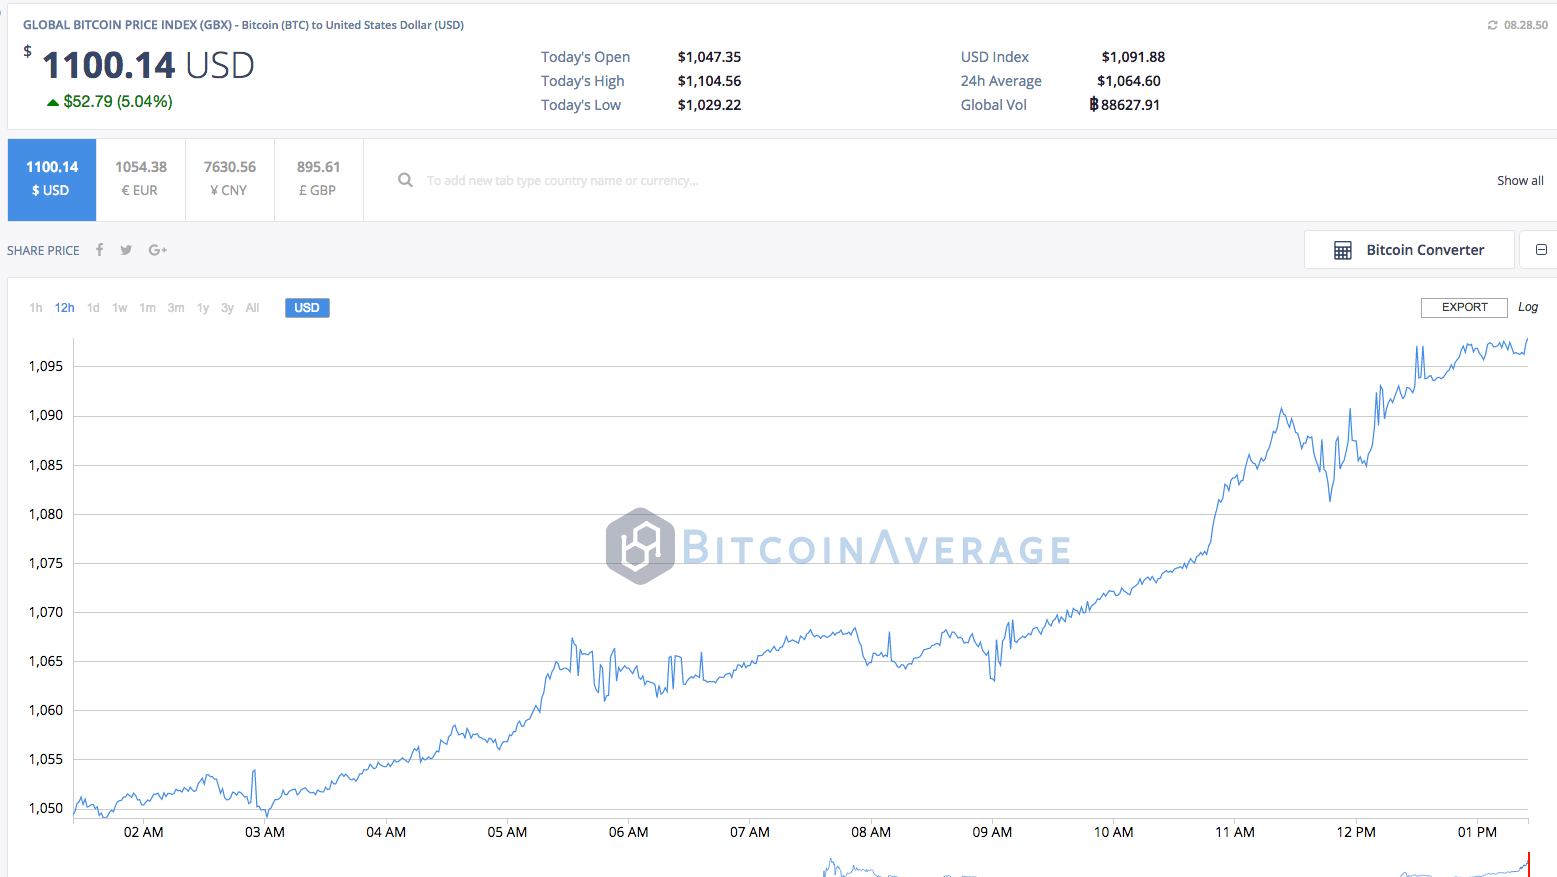 GLOBAL BITCOIN PRICE INDEX (GBX) - Bitcoin (BTC) to United States Dollar (USD)
08.28.50
$ 1100.14 USD
$52.79 (5.04%)
Today's Open $1,047.35
Today's High $1,104.56
Today's Low $1,029.22
USD Index $1,091.88
24h Average $1,064.60
Global Vol ฿88627.91
1100.14
$ USD
1054.38
€ EUR
7630.56
¥ CNY
895.61
£ GBP
To add new tab type country name or currency...
Show all
SHARE PRICE f G+
Bitcoin Converter
1h 12h 1d 1w 1m 3m 1y 3y All USD
EXPORT Log
1,095
1,090
1,085
1,080
1,075
1,070
1,065
1,060
1,055
1,050
BITCOINAVERAGE
02 AM 03 AM 04 AM 05 AM 06 AM 07 AM 08 AM 09 AM 10 AM 11 AM 12 PM 01 PM